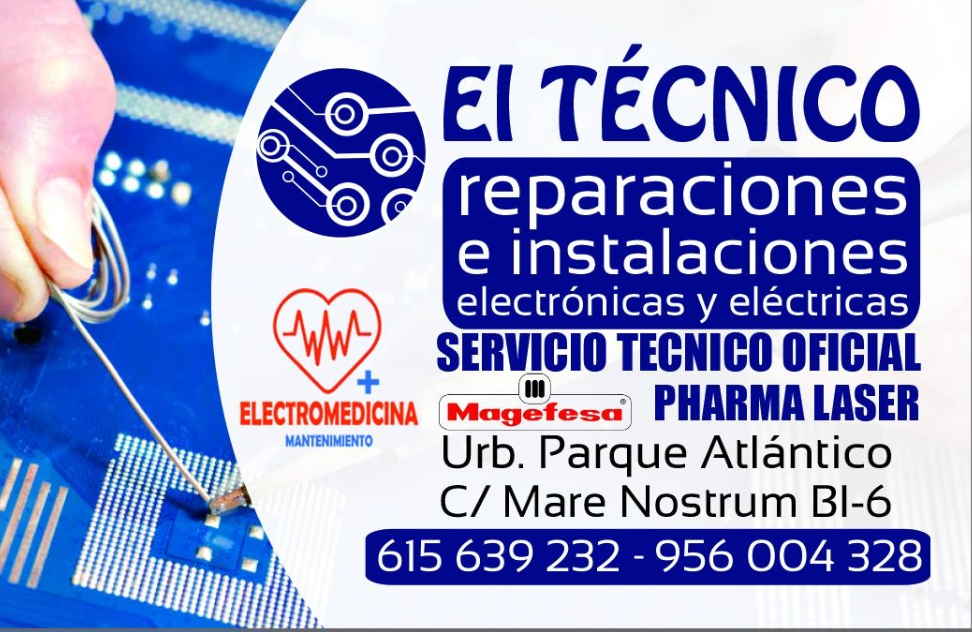 El TÉCNICO
reparaciones
e instalaciones
electrónicas y eléctricas
SERVICIO TECNICO OFICIAL
Magefesa®
PHARMA LASER
ELECTROMEDICINA
MANTENIMIENTO
Urb. Parque Atlántico
C/ Mare Nostrum Bl-6
615 639 232 - 956 004 328